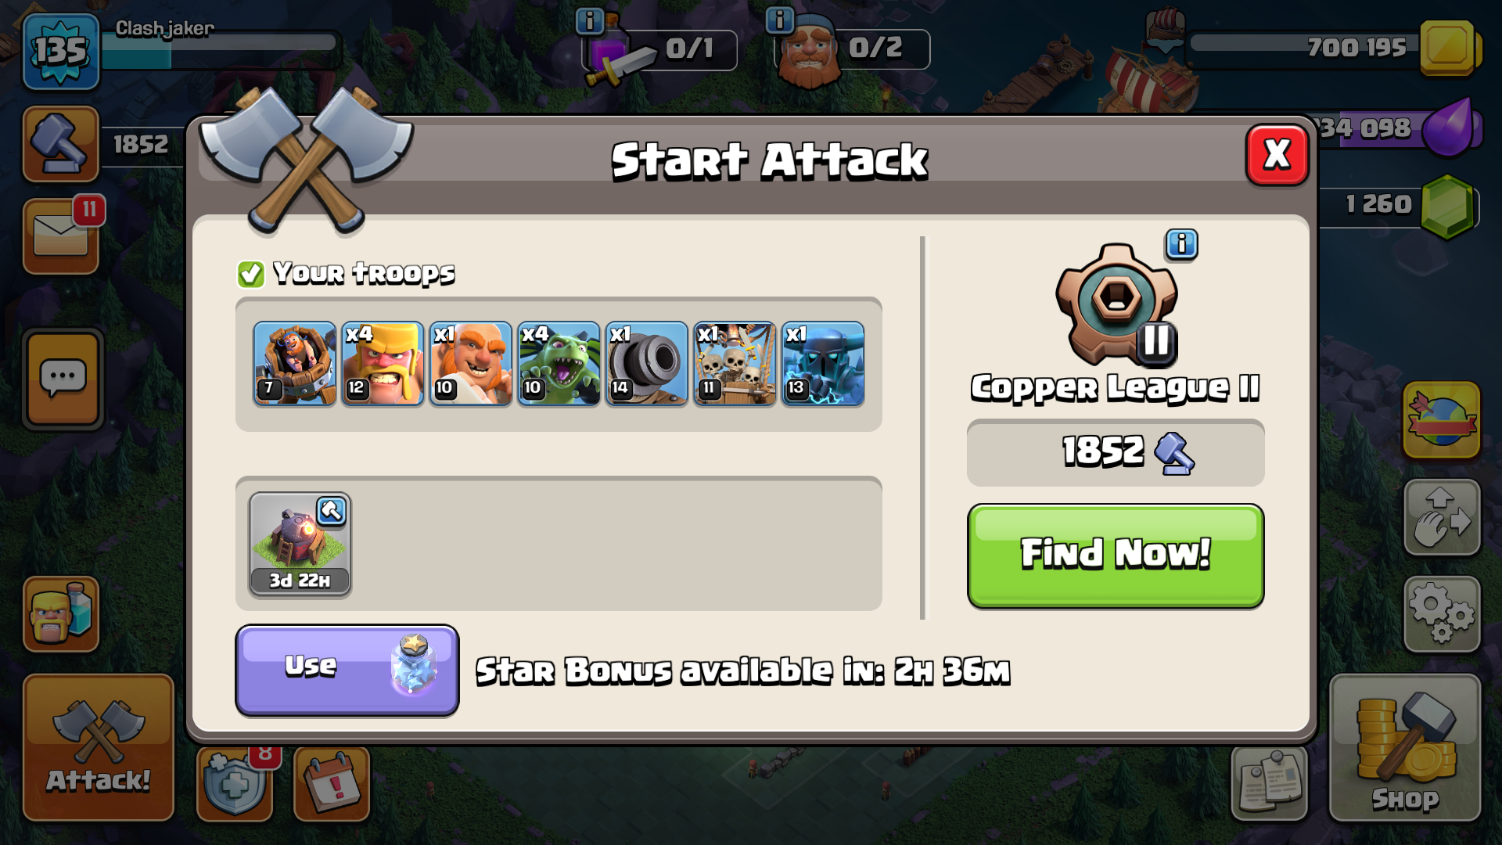 135
Clashjaker
0/1
0/2
700 195
1852
34 098
11
1 260
Start Attack
X
Your troops
7
x4
12
x1
10
x4
10
x1
14
x1
11
x1
13
3d 22h
Use
Star Bonus available in: 2h 36m
II
Copper League II
1852
Find Now!
Attack!
8
Shop